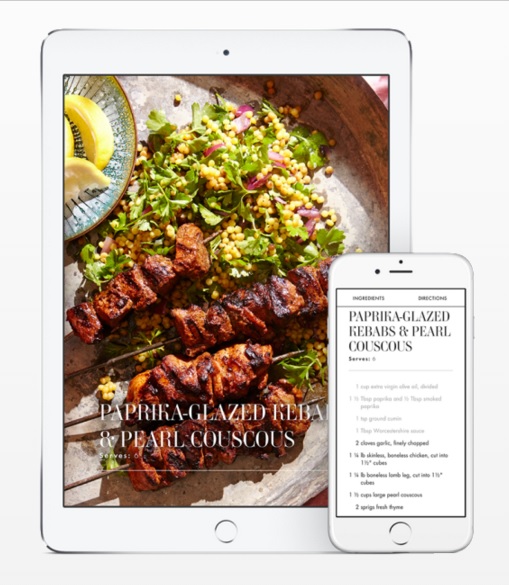 PAPRIKA-GLAZED KEBA
& PEARL COUSCOUS
Serves: 6
INGREDIENTS DIRECTIONS
PAPRIKA-GLAZED
KEBABS & PEARL
COUSCOUS
Serves: 6
1 cup extra virgin olive oil, divided
1 ½ Tbsp paprika and ½ Tbsp smoked
paprika
1 tsp ground cumin
1 Tbsp Worcestershire sauce
2 cloves garlic, finely chopped
1 ¼ lb skinless, boneless chicken, cut into
1½" cubes
1 ¼ lb boneless lamb leg, cut into 1½"
cubes
1 ½ cups large pearl couscous
2 sprigs fresh thyme